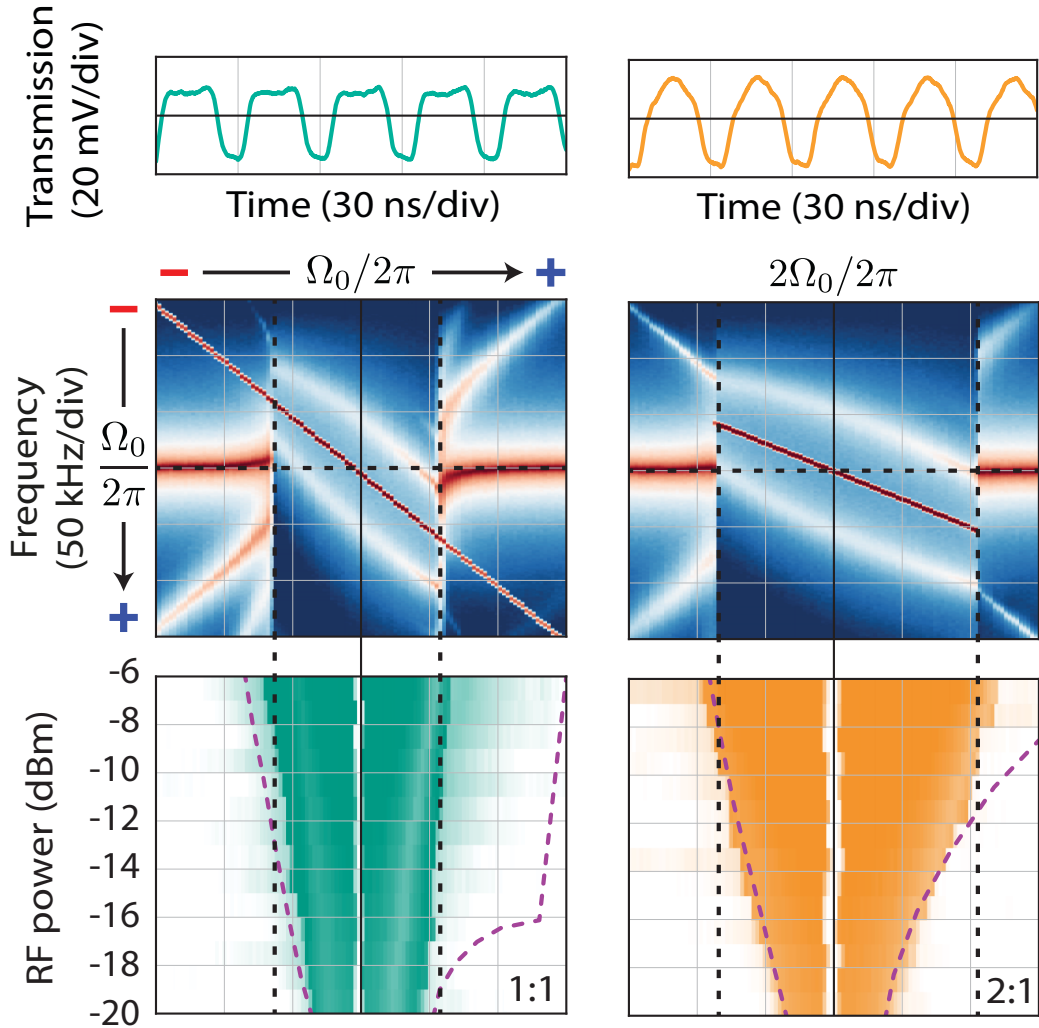 Transmission
(20 mV/div)
Time (30 ns/div)
Time (30 ns/div)
− Ω₀/2π +
2Ω₀/2π
−
Frequency
(50 kHz/div)
Ω₀
2π
+
RF power (dBm)
-6
-8
-10
-12
-14
-16
-18
-20
1:1
2:1